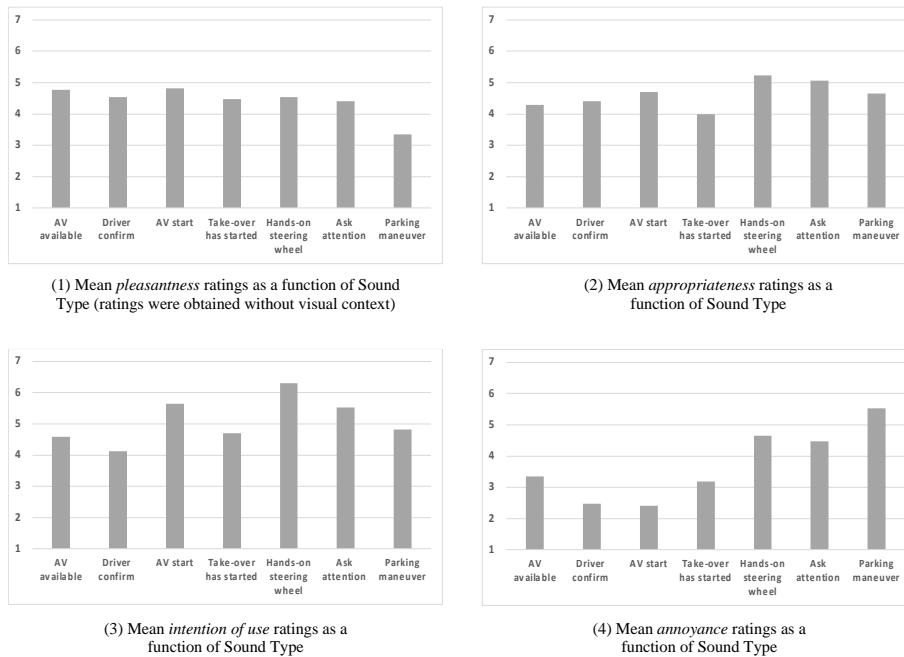 7
6
5
4
3
2
1
AV available
Driver confirm
AV start
Take-over has started
Hands-on steering wheel
Ask attention
Parking maneuver
(1) Mean pleasantness ratings as a function of Sound
Type (ratings were obtained without visual context)
7
6
5
4
3
2
1
AV available
Driver confirm
AV start
Take-over has started
Hands-on steering wheel
Ask attention
Parking maneuver
(2) Mean appropriateness ratings as a
function of Sound Type
7
6
5
4
3
2
1
AV available
Driver confirm
AV start
Take-over has started
Hands-on steering wheel
Ask attention
Parking maneuver
(3) Mean intention of use ratings as a
function of Sound Type
7
6
5
4
3
2
1
AV available
Driver confirm
AV start
Take-over has started
Hands-on steering wheel
Ask attention
Parking maneuver
(4) Mean annoyance ratings as a
function of Sound Type